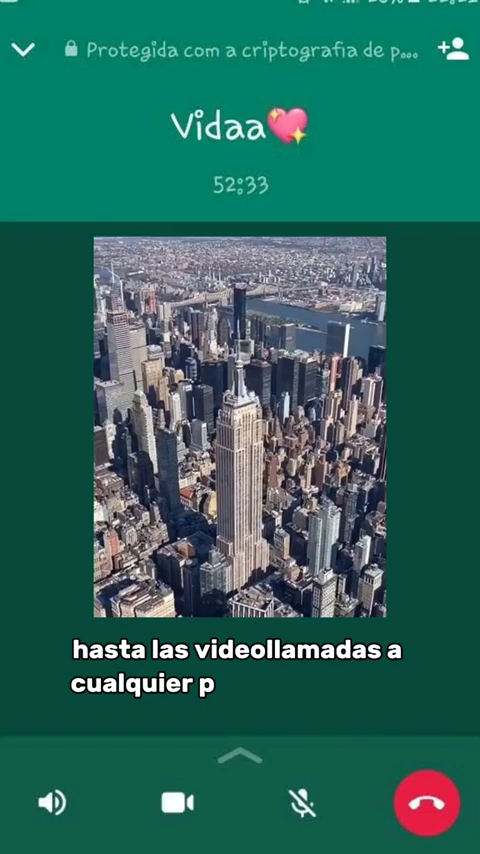 Protegida com a criptografia de p...
Vidaa💖
52:33
hasta las videollamadas a
cualquier p